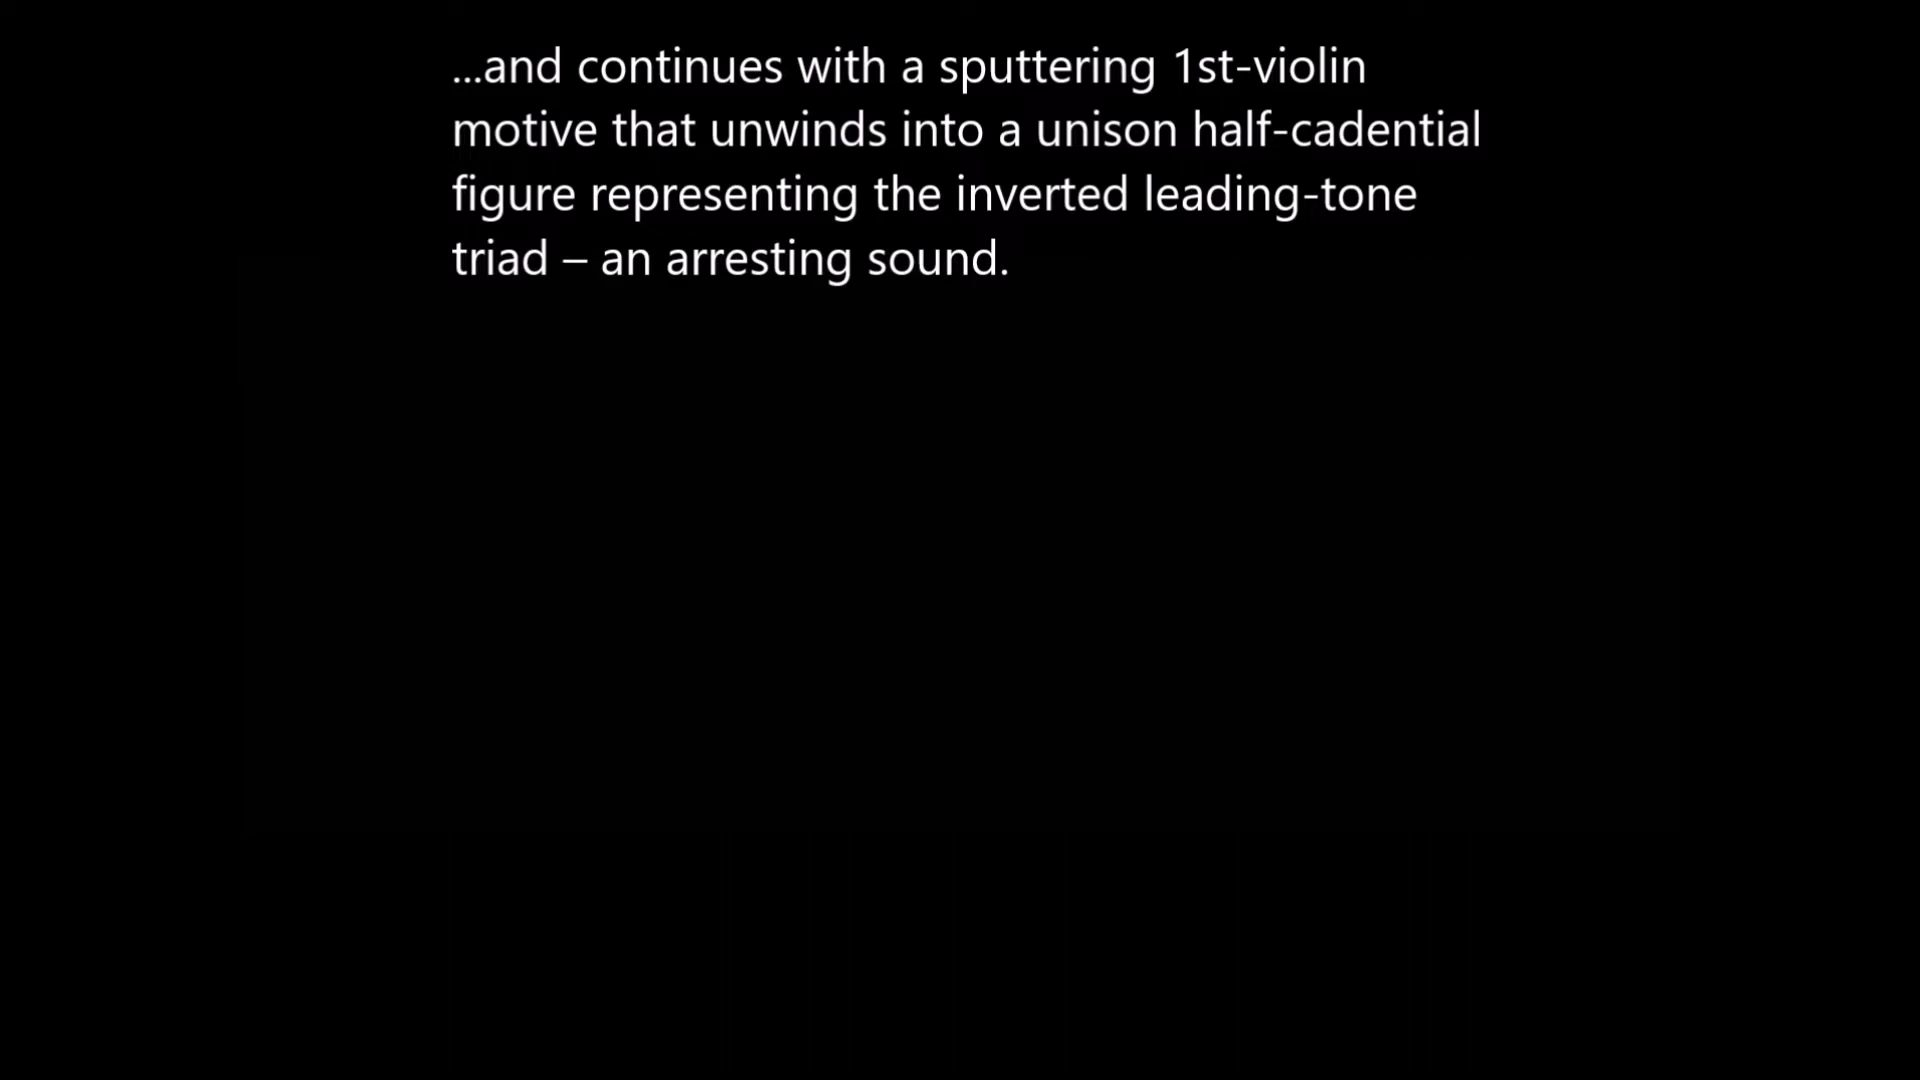 ...and continues with a sputtering 1st-violin
motive that unwinds into a unison half-cadential
figure representing the inverted leading-tone
triad – an arresting sound.